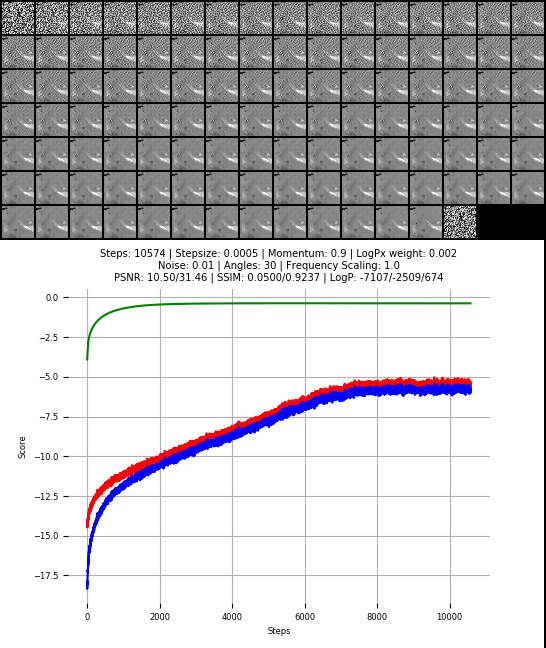 Steps: 10574 | Stepsize: 0.0005 | Momentum: 0.9 | LogPx weight: 0.002
Noise: 0.01 | Angles: 30 | Frequency Scaling: 1.0
PSNR: 10.50/31.46 | SSIM: 0.0500/0.9237 | LogP: -7107/-2509/674
0.0
−2.5
−5.0
−7.5
−10.0
−12.5
−15.0
−17.5
Score
0 2000 4000 6000 8000 10000
Steps